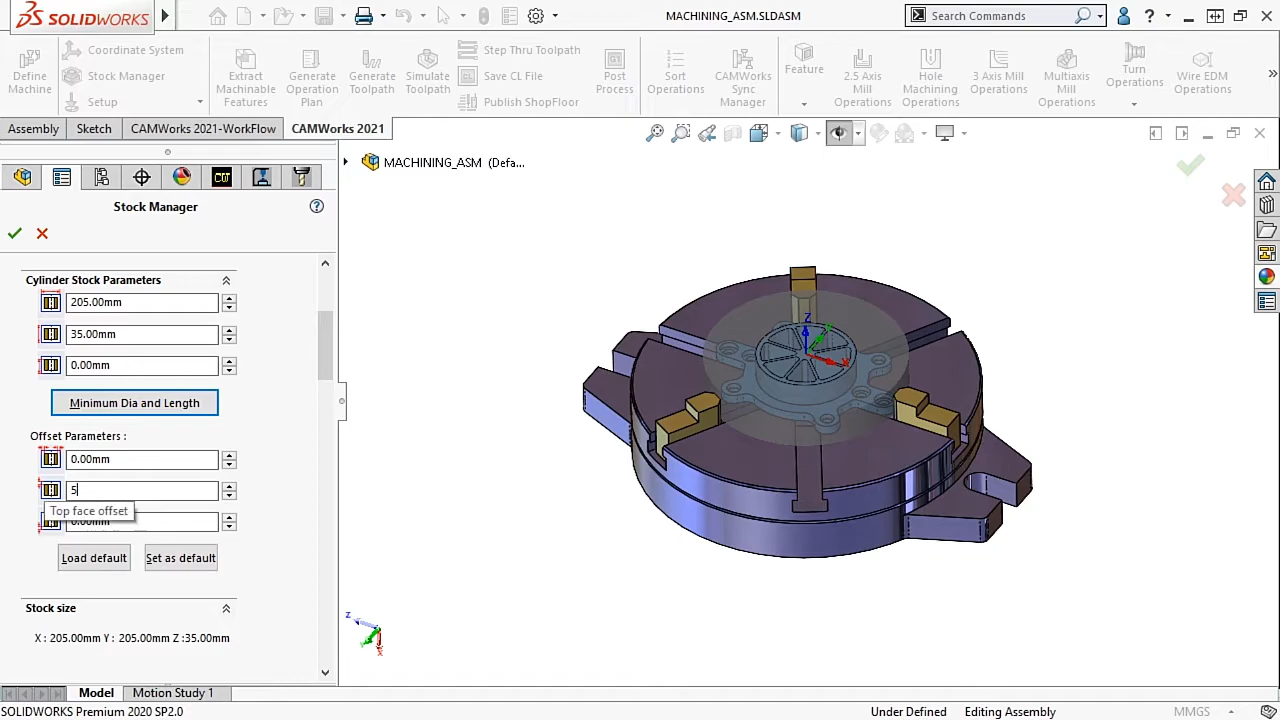 SOLIDWORKS
MACHINING_ASM.SLDASM
Search Commands
Define Machine
Coordinate System
Stock Manager
Setup
Extract Machinable Features
Generate Operation Plan
Generate Toolpath
Simulate Toolpath
Step Thru Toolpath
Save CL File
Publish ShopFloor
Post Process
Sort Operations
CAMWorks Sync Manager
Feature
2.5 Axis Mill Operations
Hole Machining Operations
3 Axis Mill Operations
Multiaxis Mill Operations
Turn Operations
Wire EDM Operations
Assembly
Sketch
CAMWorks 2021-WorkFlow
CAMWorks 2021
MACHINING_ASM (Defa...
CW
Stock Manager
Cylinder Stock Parameters
205.00mm
35.00mm
0.00mm
Minimum Dia and Length
Offset Parameters :
0.00mm
5
Top face offset
0.00mm
Load default
Set as default
Stock size
X : 205.00mm Y : 205.00mm Z :35.00mm
Z
X
Z
X
Model
Motion Study 1
SOLIDWORKS Premium 2020 SP2.0
Under Defined
Editing Assembly
MMGS